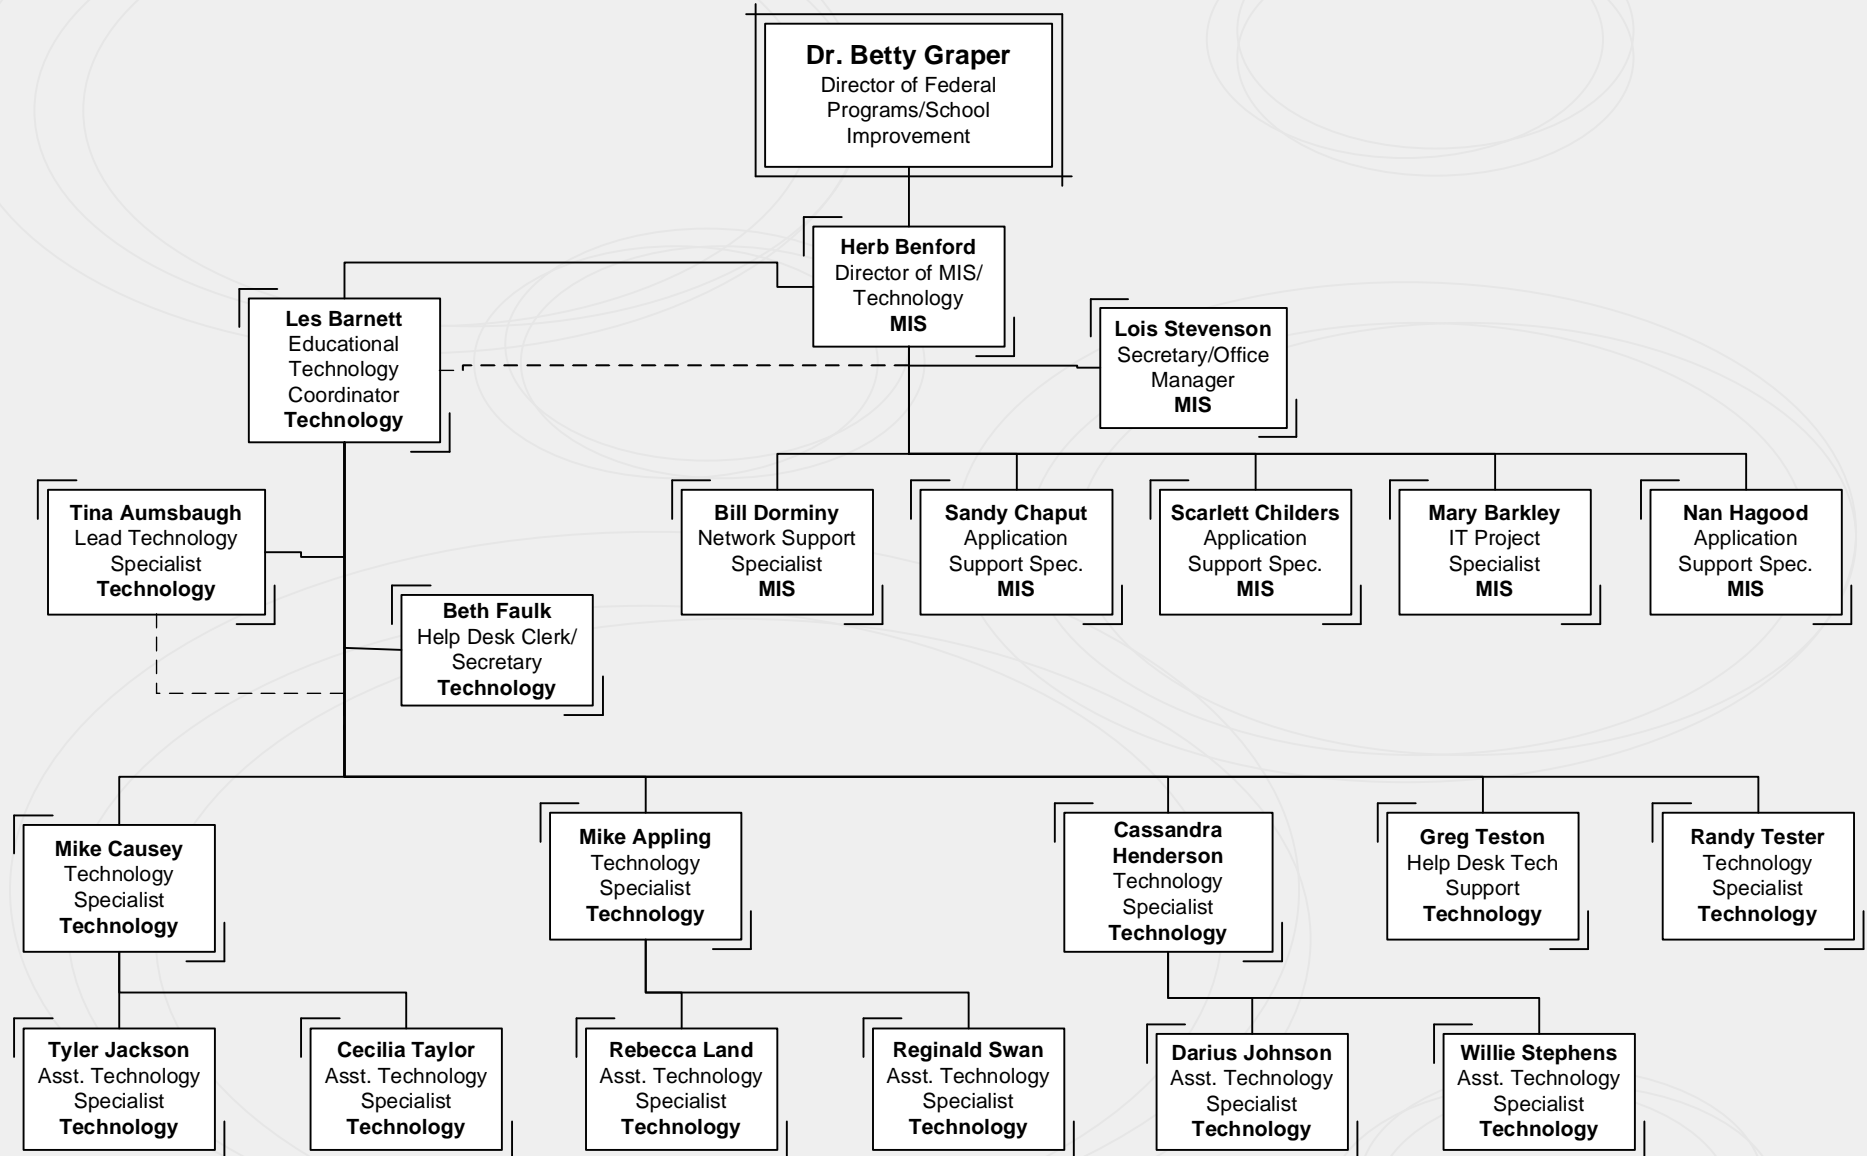 Dr. Betty Graper
Director of Federal
Programs/School
Improvement
Herb Benford
Director of MIS/
Technology
MIS
Les Barnett
Educational
Technology
Coordinator
Technology
Lois Stevenson
Secretary/Office
Manager
MIS
Tina Aumsbaugh
Lead Technology
Specialist
Technology
Bill Dorminy
Network Support
Specialist
MIS
Sandy Chaput
Application
Support Spec.
MIS
Scarlett Childers
Application
Support Spec.
MIS
Mary Barkley
IT Project
Specialist
MIS
Nan Hagood
Application
Support Spec.
MIS
Beth Faulk
Help Desk Clerk/
Secretary
Technology
Mike Causey
Technology
Specialist
Technology
Mike Appling
Technology
Specialist
Technology
Cassandra
Henderson
Technology
Specialist
Technology
Greg Teston
Help Desk Tech
Support
Technology
Randy Tester
Technology
Specialist
Technology
Tyler Jackson
Asst. Technology
Specialist
Technology
Cecilia Taylor
Asst. Technology
Specialist
Technology
Rebecca Land
Asst. Technology
Specialist
Technology
Reginald Swan
Asst. Technology
Specialist
Technology
Darius Johnson
Asst. Technology
Specialist
Technology
Willie Stephens
Asst. Technology
Specialist
Technology